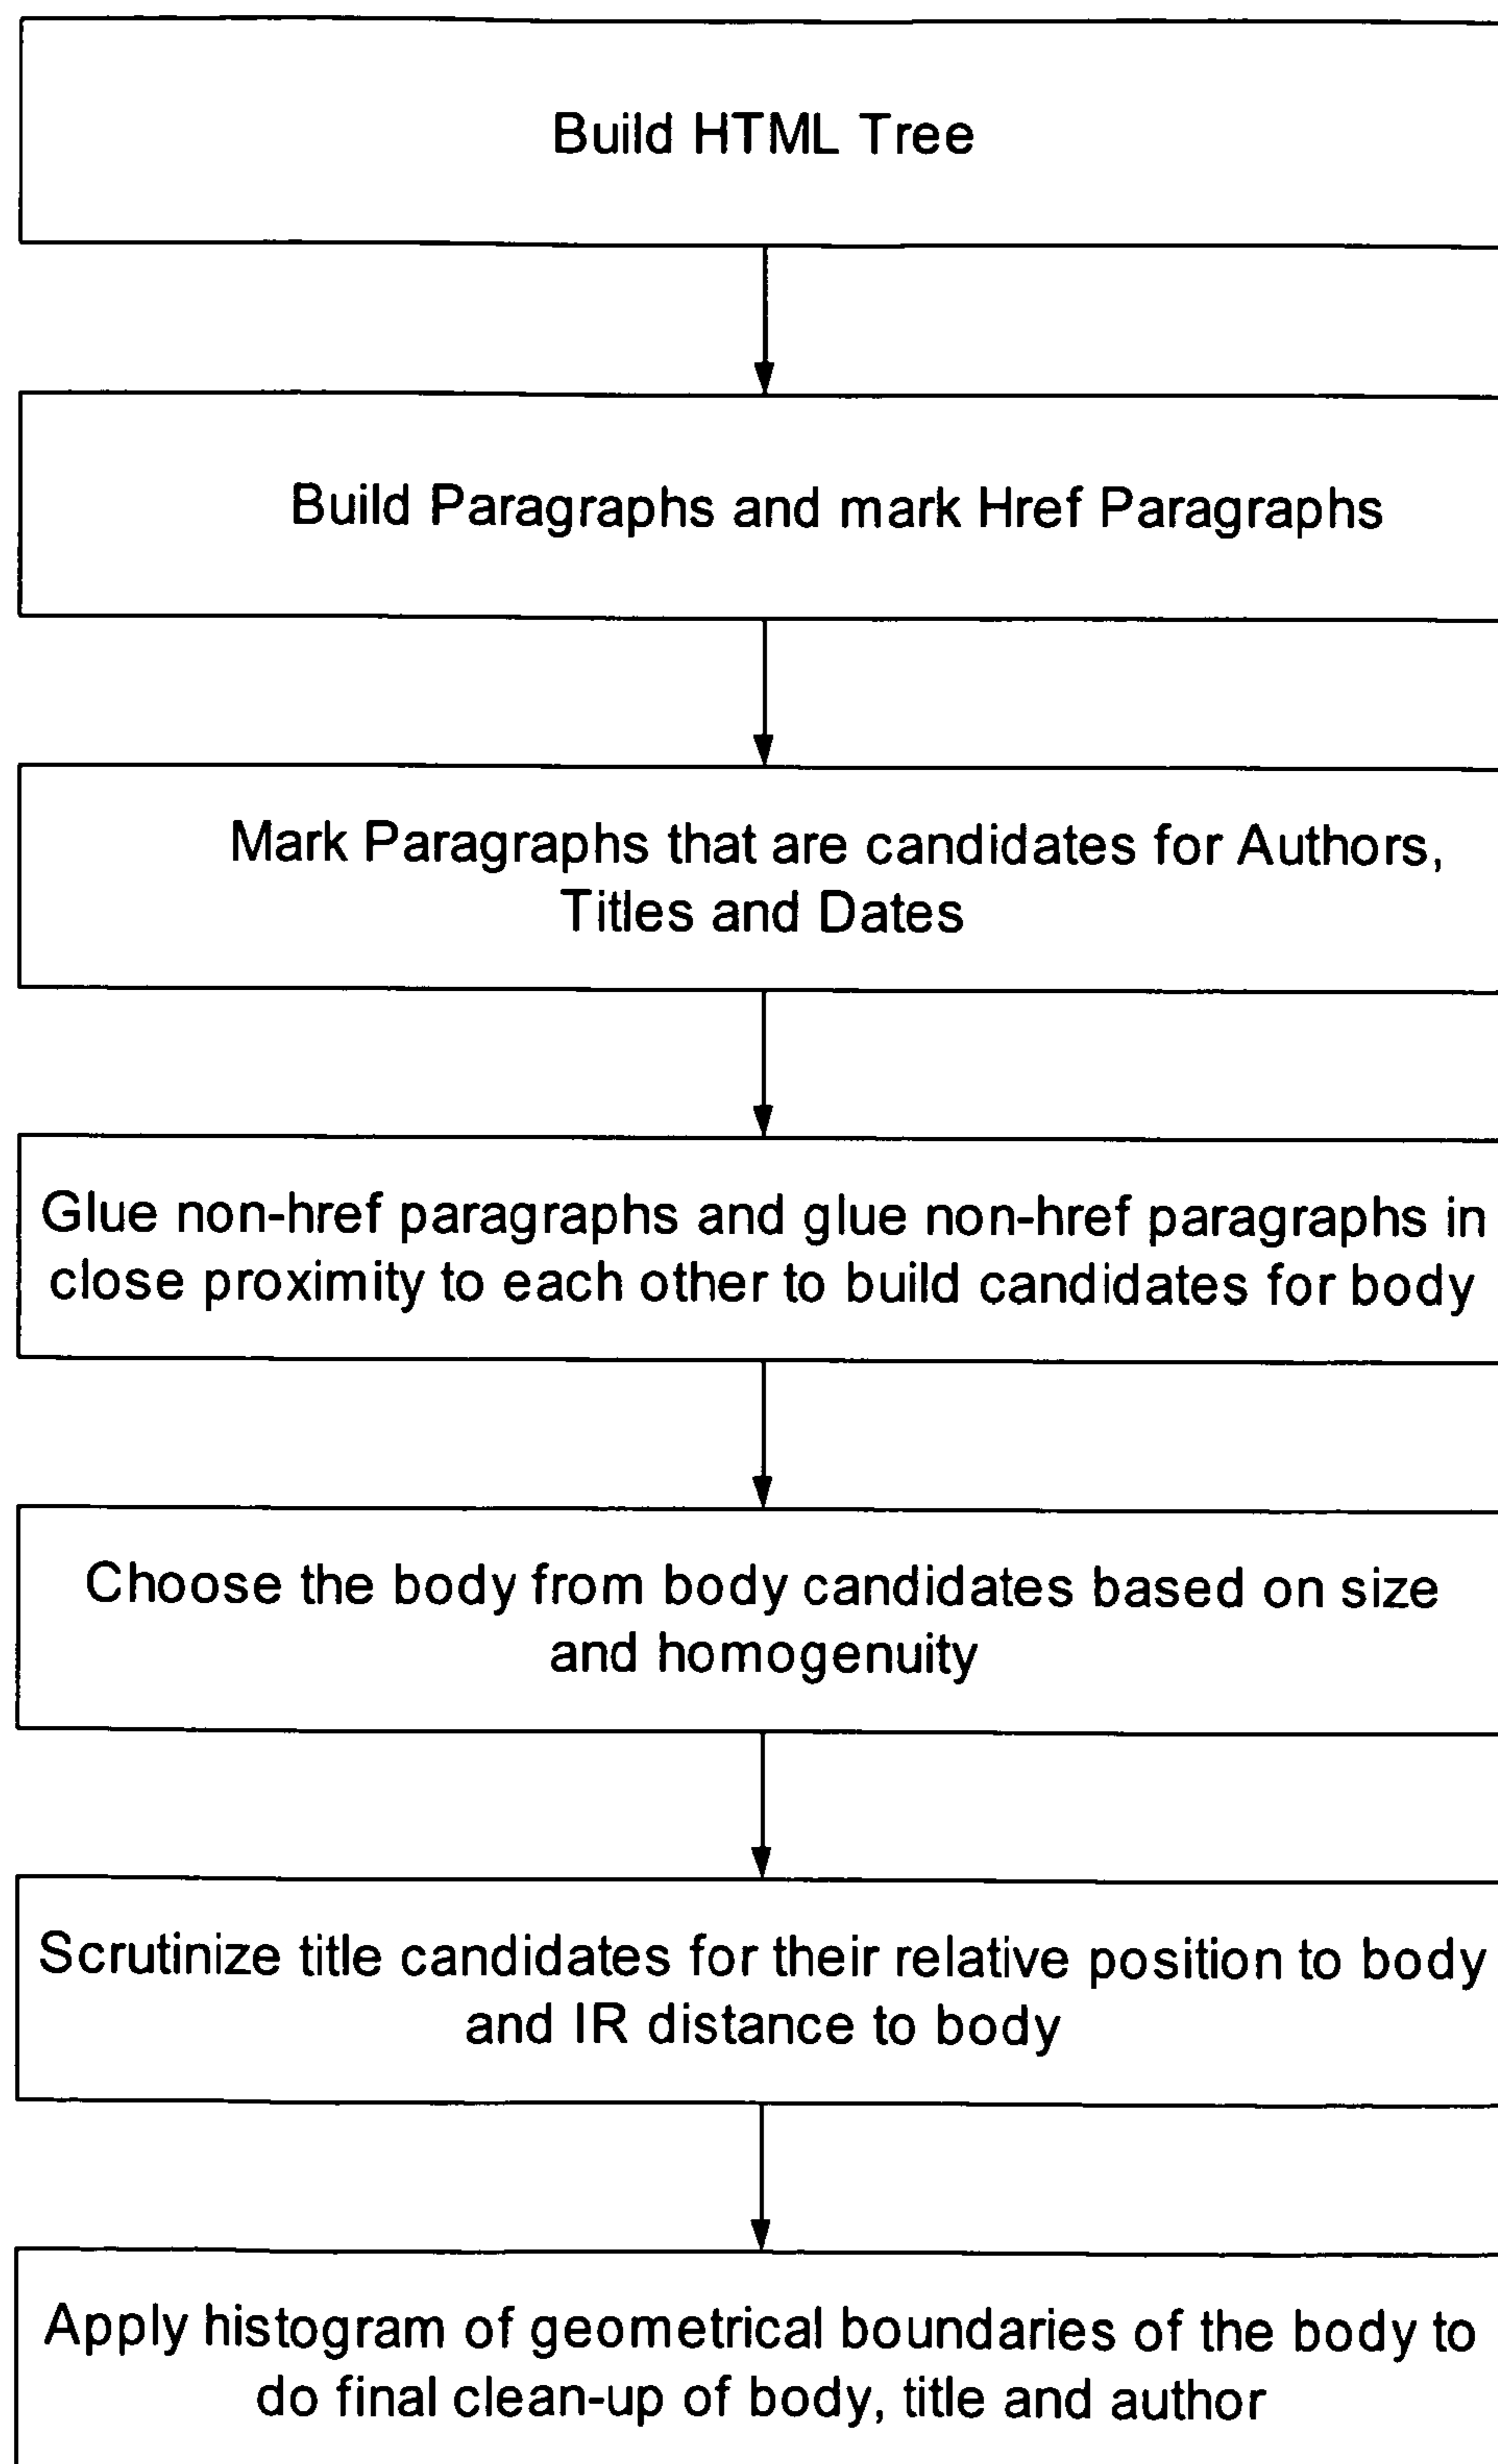 Build HTML Tree
Build Paragraphs and mark Href Paragraphs
Mark Paragraphs that are candidates for Authors,
Titles and Dates
Glue non-href paragraphs and glue non-href paragraphs in
close proximity to each other to build candidates for body
Choose the body from body candidates based on size
and homogenuity
Scrutinize title candidates for their relative position to body
and IR distance to body
Apply histogram of geometrical boundaries of the body to
do final clean-up of body, title and author